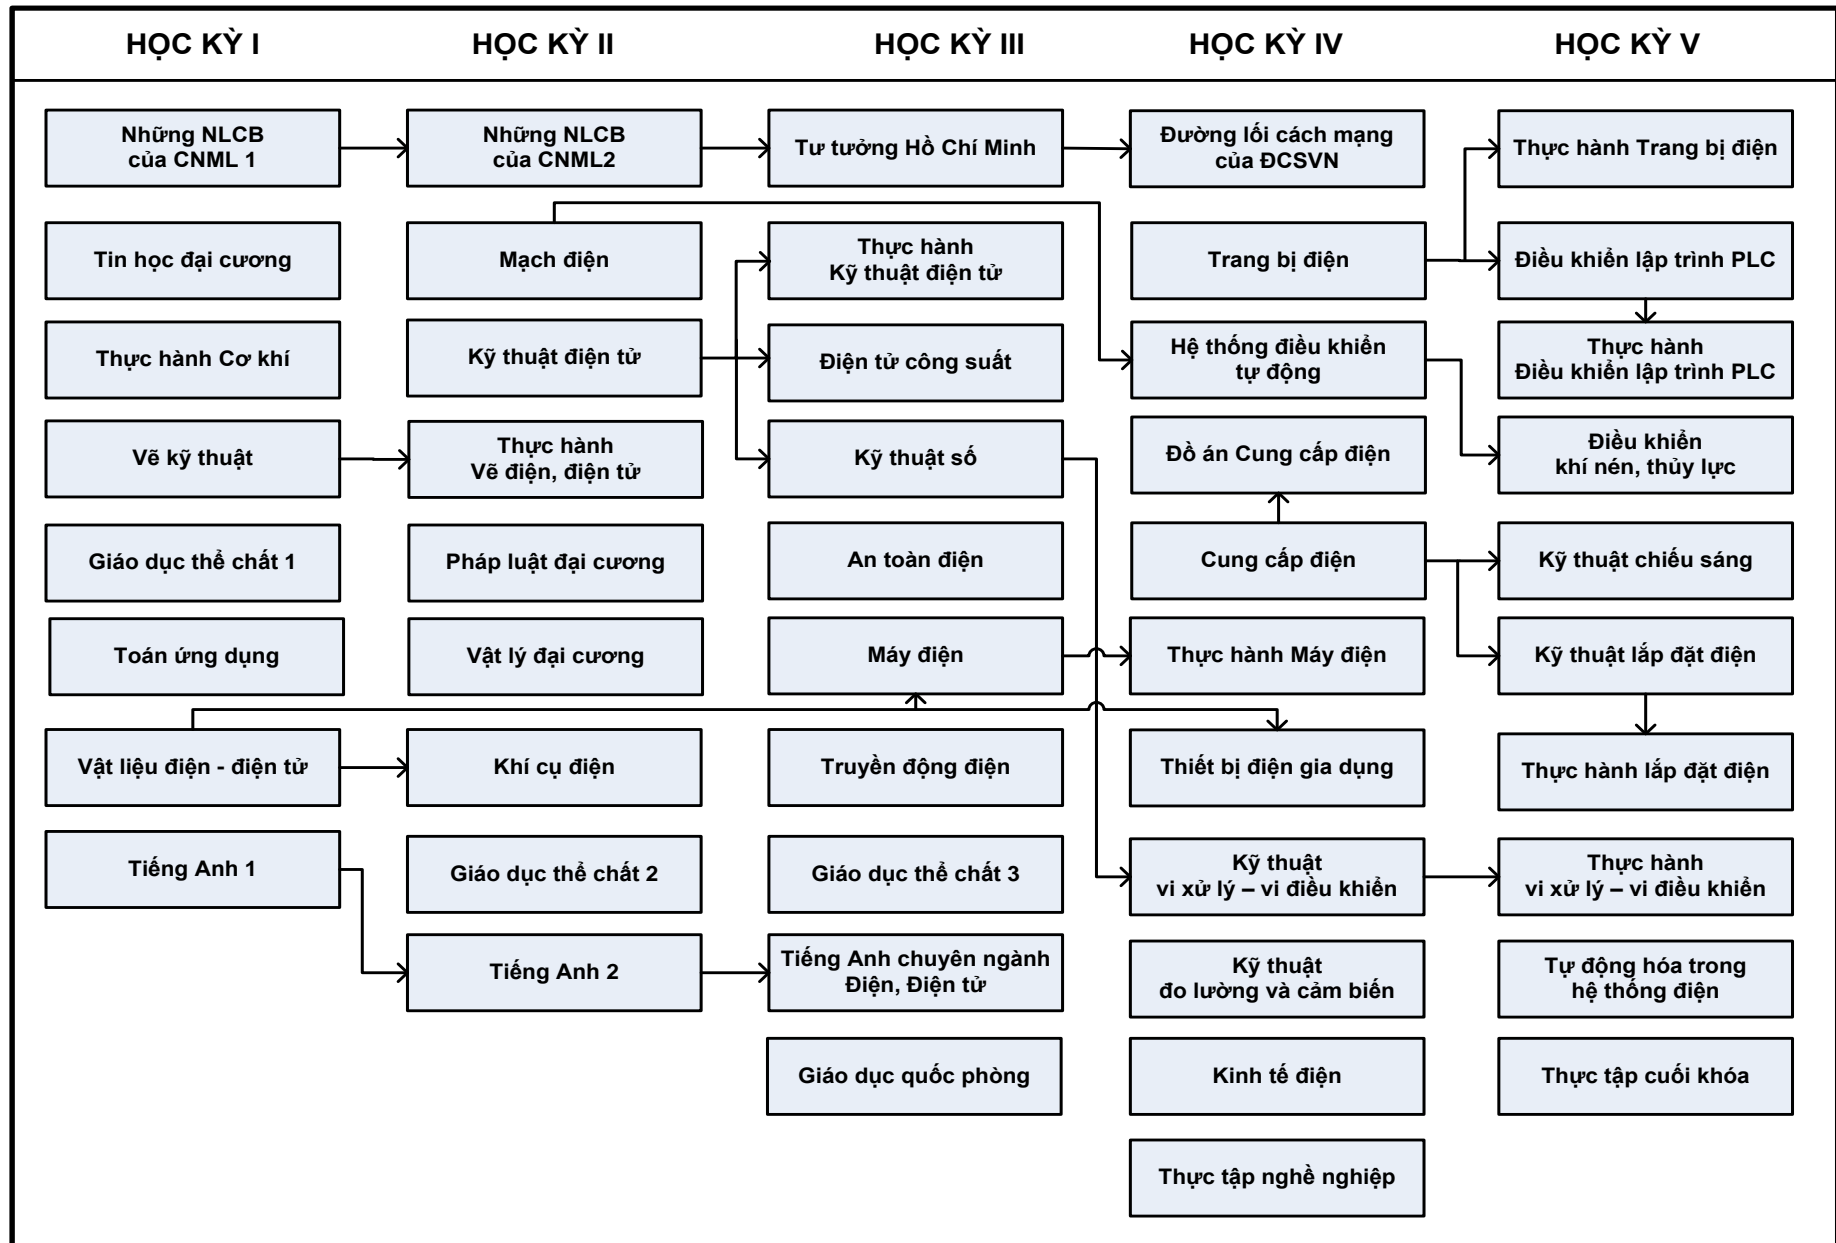 HỌC KỲ I
HỌC KỲ II
HỌC KỲ III
HỌC KỲ IV
HỌC KỲ V
Những NLCB
của CNML 1
Những NLCB
của CNML2
Tư tưởng Hồ Chí Minh
Đường lối cách mạng
của ĐCSVN
Thực hành Trang bị điện
Tin học đại cương
Mạch điện
Thực hành
Kỹ thuật điện tử
Trang bị điện
Điều khiển lập trình PLC
Thực hành Cơ khí
Kỹ thuật điện tử
Điện tử công suất
Hệ thống điều khiển
tự động
Thực hành
Điều khiển lập trình PLC
Vẽ kỹ thuật
Thực hành
Vẽ điện, điện tử
Kỹ thuật số
Đồ án Cung cấp điện
Điều khiển
khí nén, thủy lực
Giáo dục thể chất 1
Pháp luật đại cương
An toàn điện
Cung cấp điện
Kỹ thuật chiếu sáng
Toán ứng dụng
Vật lý đại cương
Máy điện
Thực hành Máy điện
Kỹ thuật lắp đặt điện
Vật liệu điện - điện tử
Khí cụ điện
Truyền động điện
Thiết bị điện gia dụng
Thực hành lắp đặt điện
Tiếng Anh 1
Giáo dục thể chất 2
Giáo dục thể chất 3
Kỹ thuật
vi xử lý – vi điều khiển
Thực hành
vi xử lý – vi điều khiển
Tiếng Anh 2
Tiếng Anh chuyên ngành
Điện, Điện tử
Kỹ thuật
đo lường và cảm biến
Tự động hóa trong
hệ thống điện
Giáo dục quốc phòng
Kinh tế điện
Thực tập cuối khóa
Thực tập nghề nghiệp